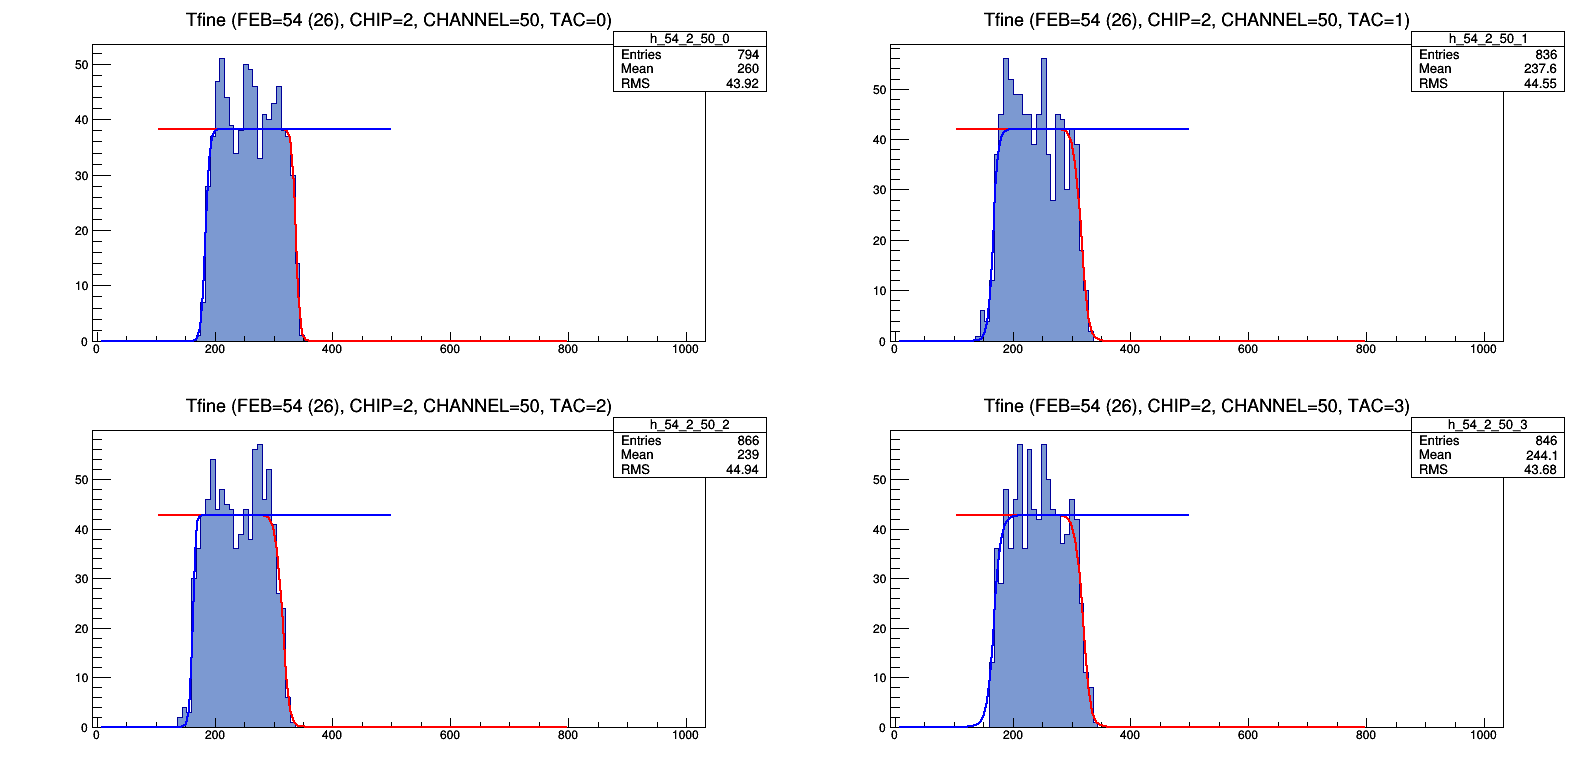 Tfine (FEB=54 (26), CHIP=2, CHANNEL=50, TAC=0)
h_54_2_50_0
Entries 794
Mean 260
RMS 43.92
50
40
30
20
10
0
0 200 400 600 800 1000
Tfine (FEB=54 (26), CHIP=2, CHANNEL=50, TAC=1)
h_54_2_50_1
Entries 836
Mean 237.6
RMS 44.55
50
40
30
20
10
0
0 200 400 600 800 1000
Tfine (FEB=54 (26), CHIP=2, CHANNEL=50, TAC=2)
h_54_2_50_2
Entries 866
Mean 239
RMS 44.94
50
40
30
20
10
0
0 200 400 600 800 1000
Tfine (FEB=54 (26), CHIP=2, CHANNEL=50, TAC=3)
h_54_2_50_3
Entries 846
Mean 244.1
RMS 43.68
50
40
30
20
10
0
0 200 400 600 800 1000